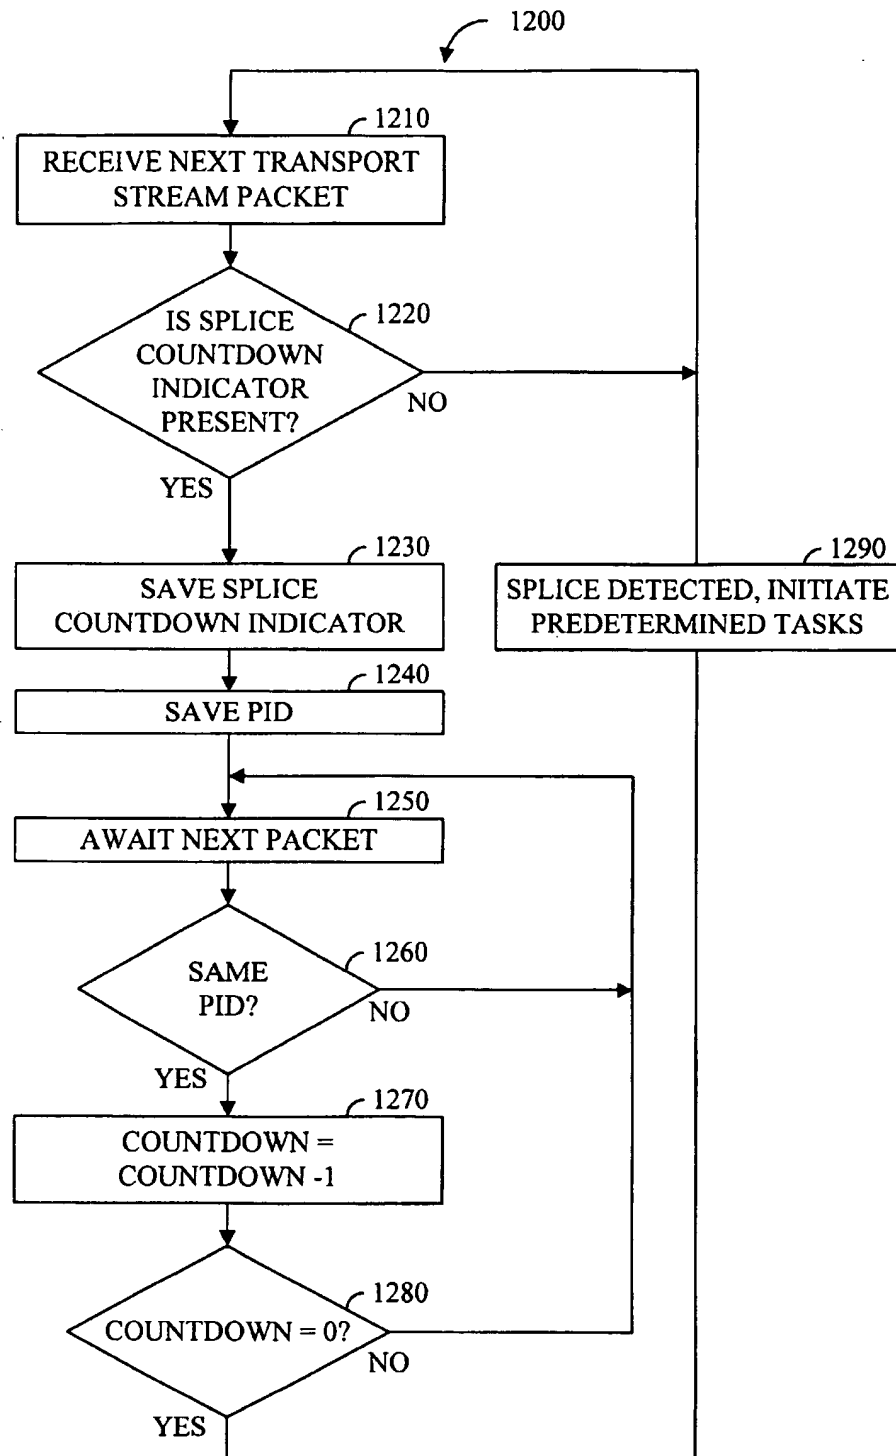 1200
1210
RECEIVE NEXT TRANSPORT
STREAM PACKET
1220
IS SPLICE
COUNTDOWN
INDICATOR
PRESENT?
NO
YES
1230
SAVE SPLICE
COUNTDOWN INDICATOR
1290
SPLICE DETECTED, INITIATE
PREDETERMINED TASKS
1240
SAVE PID
1250
AWAIT NEXT PACKET
1260
SAME
PID?
NO
YES
1270
COUNTDOWN =
COUNTDOWN -1
1280
COUNTDOWN = 0?
NO
YES